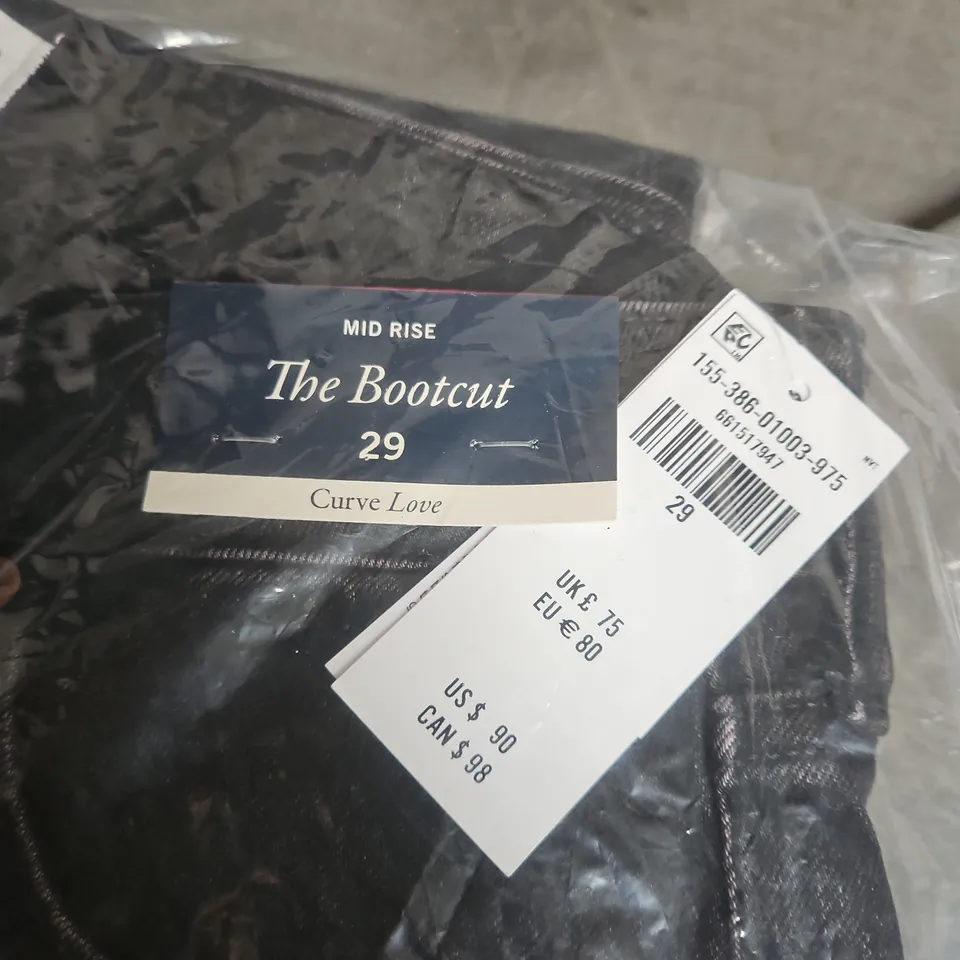 MID RISE
The Bootcut
29
Curve Love
155-386-01003-975
661517947
29
UK£ 75
EU€ 80
US$ 90
CAN$ 98